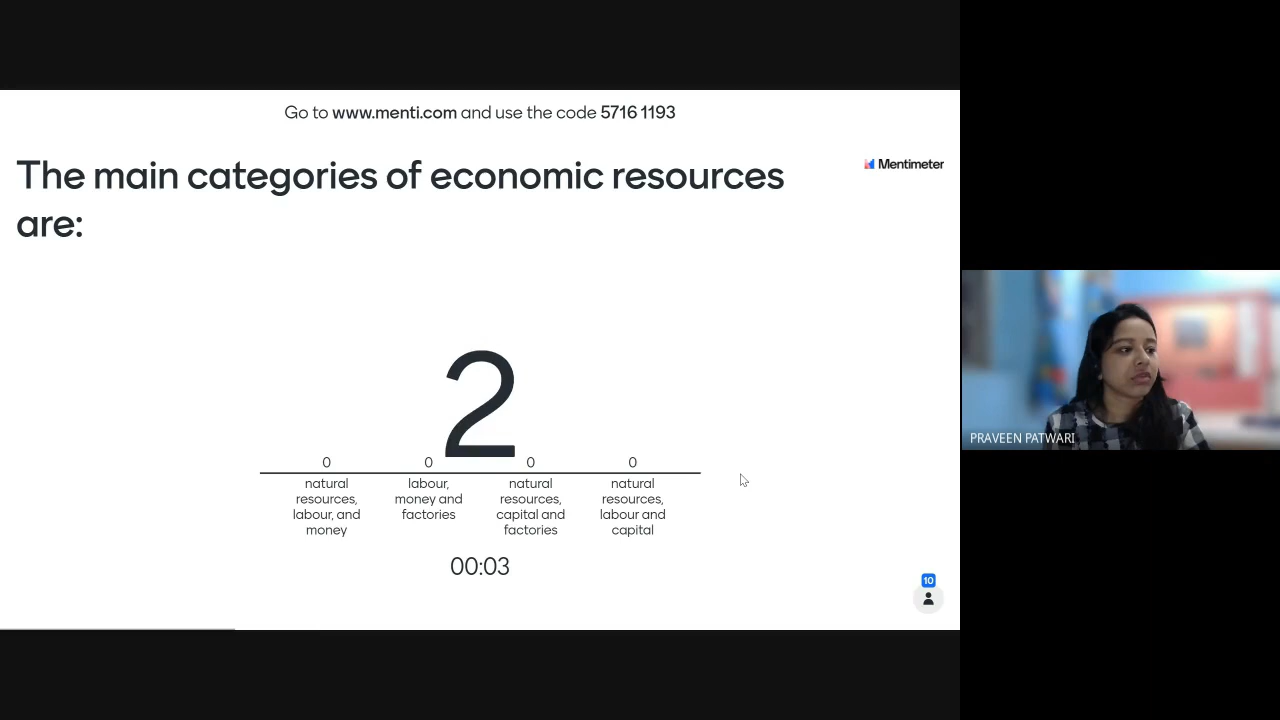 Go to www.menti.com and use the code 5716 1193
Mentimeter
The main categories of economic resources
are:
2
0
0
0
0
natural
resources,
labour, and
money
labour,
money and
factories
natural
resources,
capital and
factories
natural
resources,
labour and
capital
00:03
10
PRAVEEN PATWARI